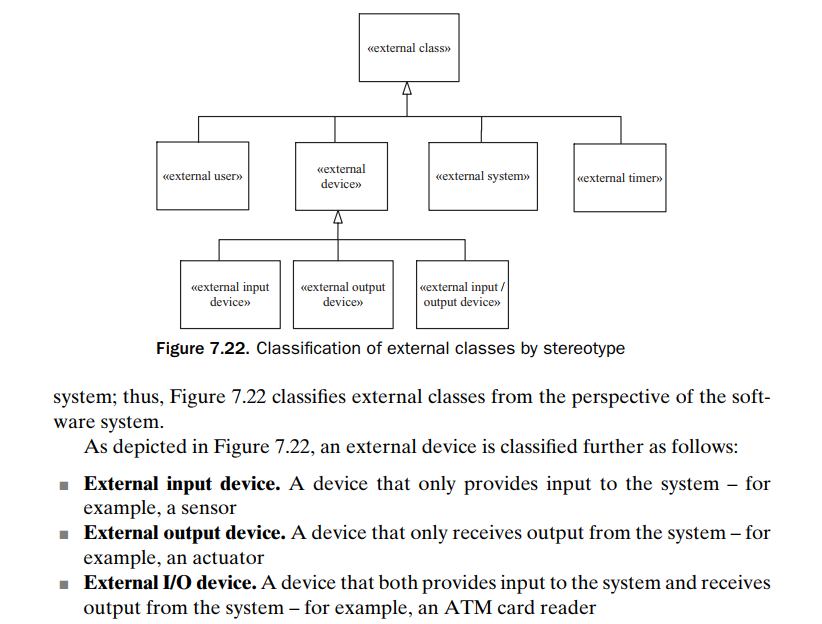 «external class»
«external user»
«external
device»
«external system»
«external timer»
«external input
device»
«external output
device»
«external input /
output device»
Figure 7.22. Classification of external classes by stereotype
system; thus, Figure 7.22 classifies external classes from the perspective of the soft-
ware system.
As depicted in Figure 7.22, an external device is classified further as follows:
■ External input device. A device that only provides input to the system – for
example, a sensor
■ External output device. A device that only receives output from the system – for
example, an actuator
■ External I/O device. A device that both provides input to the system and receives
output from the system – for example, an ATM card reader